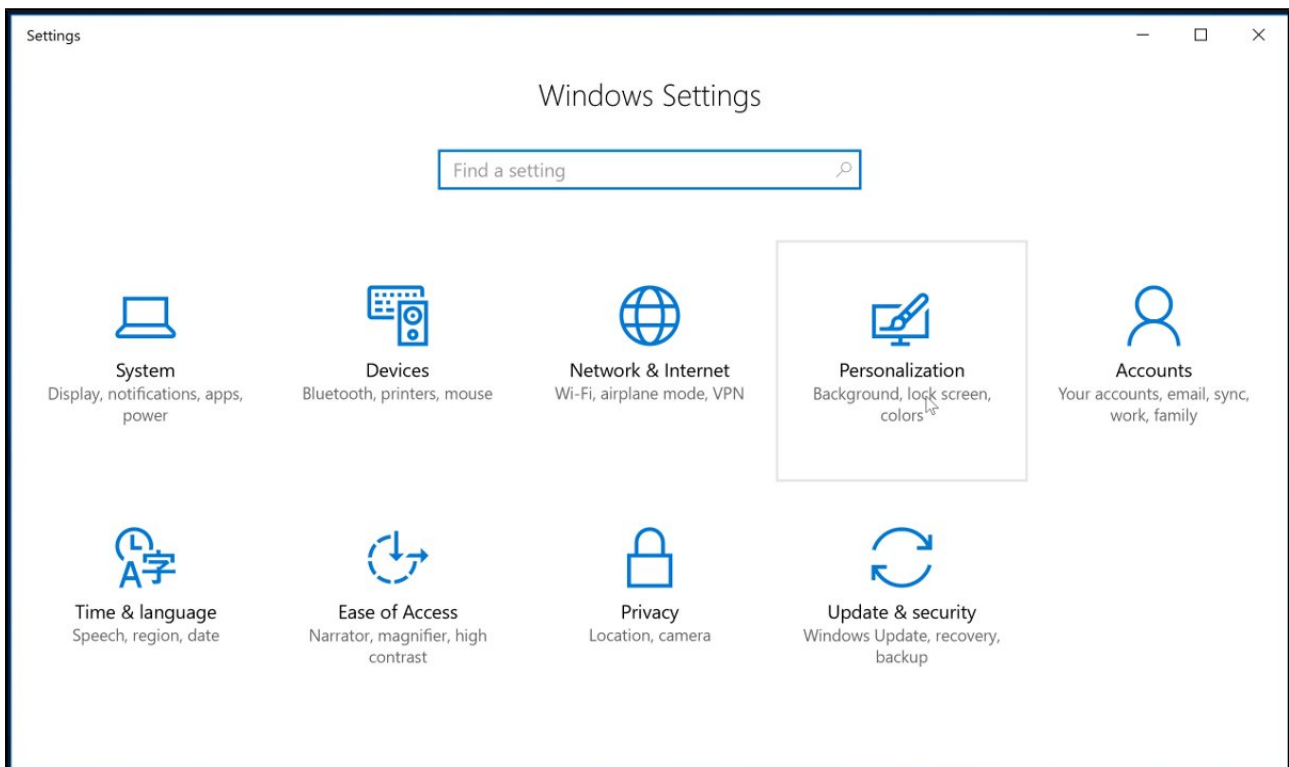 Settings
Windows Settings
Find a setting
System
Display, notifications, apps,
power
Devices
Bluetooth, printers, mouse
Network & Internet
Wi-Fi, airplane mode, VPN
Personalization
Background, lock screen,
colors
Accounts
Your accounts, email, sync,
work, family
Time & language
Speech, region, date
Ease of Access
Narrator, magnifier, high
contrast
Privacy
Location, camera
Update & security
Windows Update, recovery,
backup